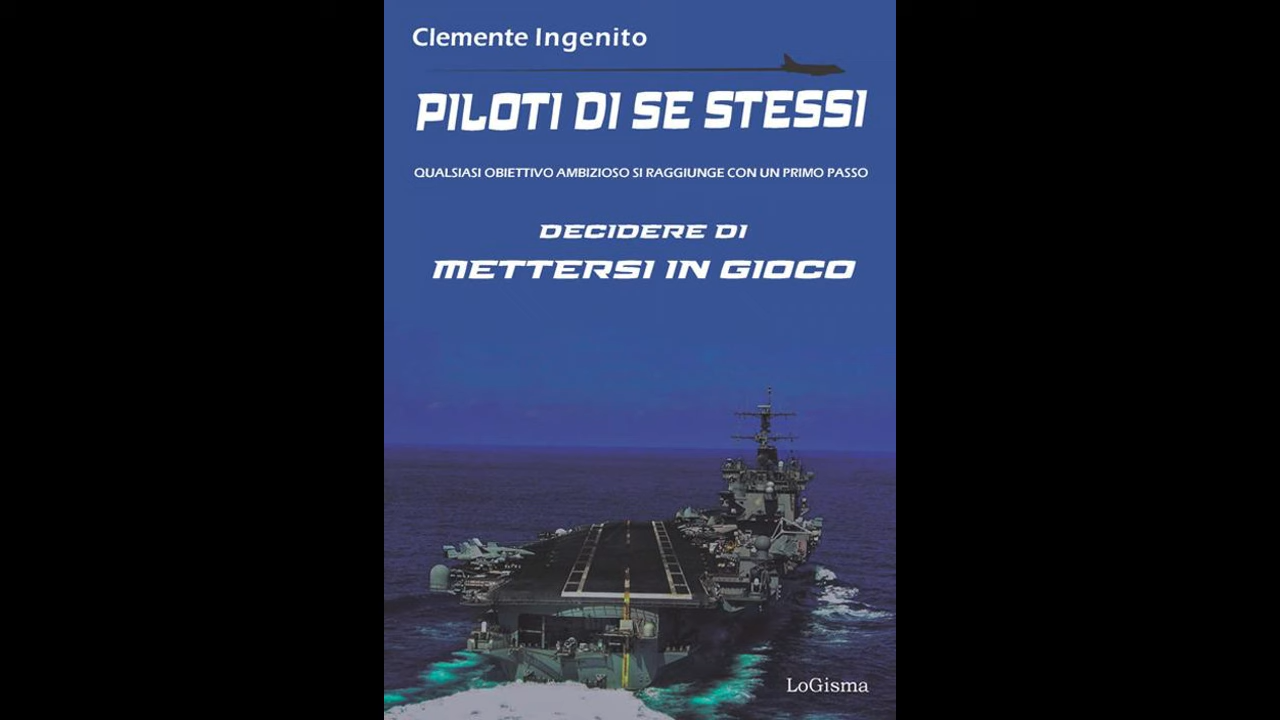 Clemente Ingenito
PILOTI DI SE STESSI
QUALSIASI OBIETTIVO AMBIZIOSO SI RAGGIUNGE CON UN PRIMO PASSO
DECIDERE DI
METTERSI IN GIOCO
LoGisma